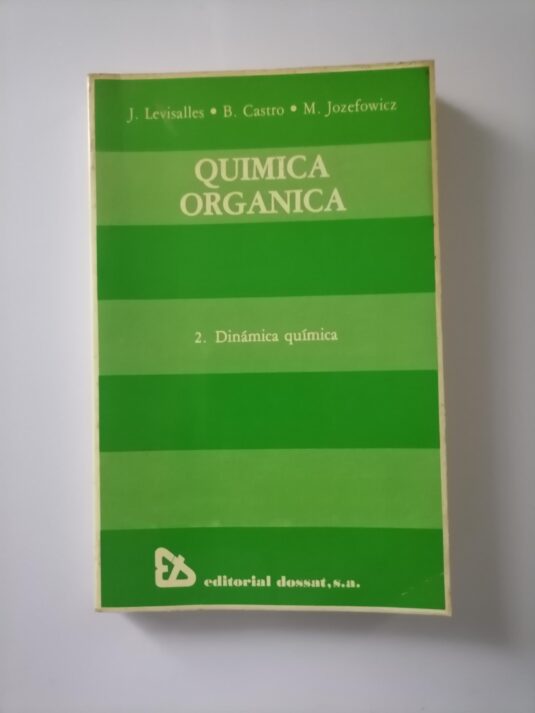 J. Levisalles • B. Castro • M. Jozefowicz
QUIMICA
ORGANICA
2. Dinámica química
editorial dossat, s.a.